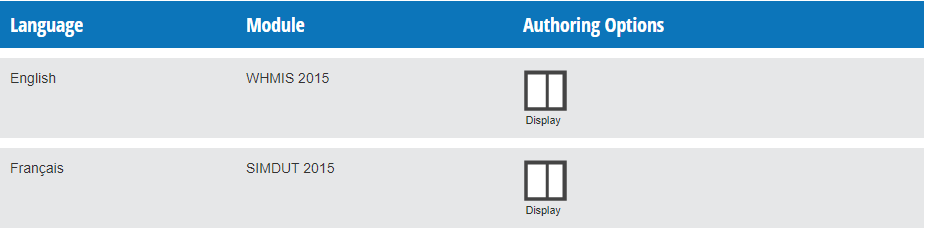 Language Module Authoring Options
English WHMIS 2015
Display
Français SIMDUT 2015
Display